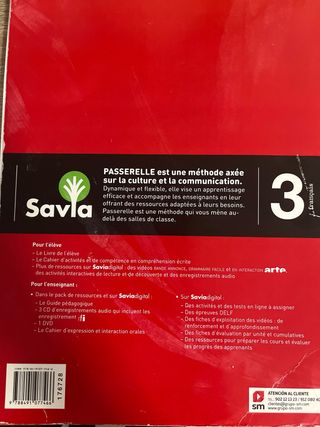 Savia
PASSERELLE est une méthode axée
sur la culture et la communication.
Dynamique et flexible, elle vise un apprentissage
efficace et accompagne les enseignants en leur
offrant des ressources adaptées à leurs besoins.
Passerelle est une méthode qui vous mène au-
delà des salles de classe.
3
français
Pour l'élève
– Le Livre de l'élève
– Le Cahier d'activités et de compétence en compréhension écrite
– Plus de ressources sur Saviadigital : des vidéos BANDE ANNONCE, GRAMMAIRE FACILE et EN INTERACTION arte,
des activités interactives de lecture et de découverte et des enregistrements audio
Pour l'enseignant :
• Dans le pack de ressources et sur Saviadigital :
– Le Guide pédagogique
– 3 CD d'enregistrements audio qui incluent les
enregistrements rfi
– 1 DVD
– Le Cahier d'expression et interaction orales
• Sur Saviadigital :
– Des activités et des tests en ligne à assigner
– Des épreuves DELF
– Des fiches d'exploitation des vidéos : de
renforcement et d'approfondissement
– Des fiches d'évaluation par unité et cumulatives
– Des ressources pour préparer les cours et évaluer
les progrès des apprenants
9 788491 077466
176728
sm
ATENCIÓN AL CLIENTE
clientes@grupo-sm.com